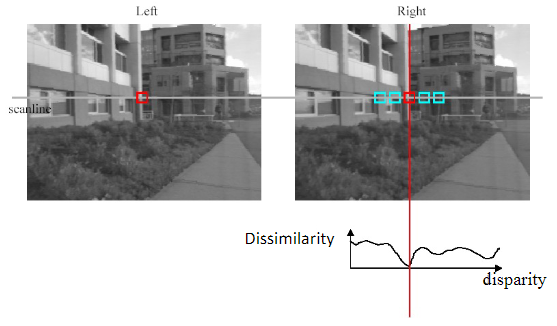 Left
Right
scanline
Dissimilarity
disparity